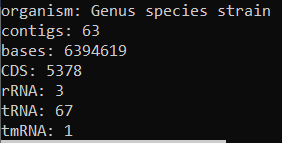 organism: Genus species strain
contigs: 63
bases: 6394619
CDS: 5378
rRNA: 3
tRNA: 67
tmRNA: 1